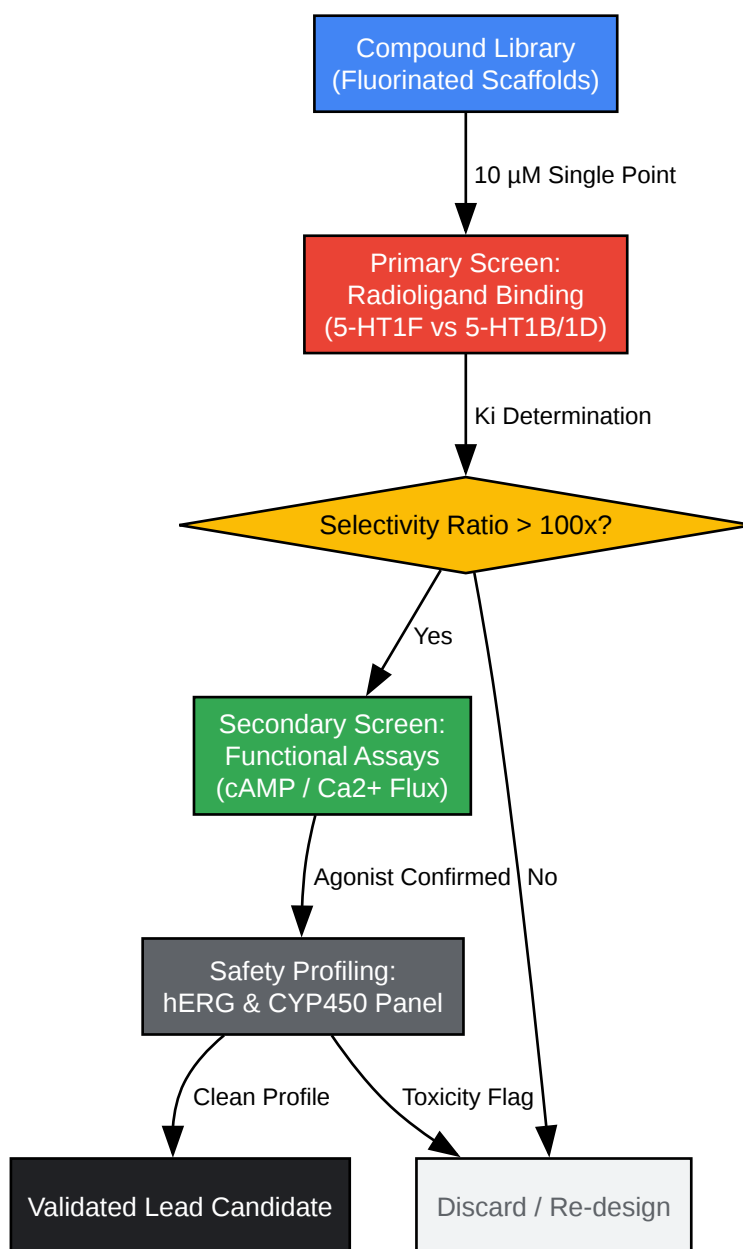 Compound Library
(Fluorinated Scaffolds)
10 µM Single Point
Primary Screen:
Radioligand Binding
(5-HT1F vs 5-HT1B/1D)
Ki Determination
Selectivity Ratio > 100x?
Yes
Secondary Screen:
Functional Assays
(cAMP / Ca2+ Flux)
Agonist Confirmed
No
Safety Profiling:
hERG & CYP450 Panel
Clean Profile
Toxicity Flag
Validated Lead Candidate
Discard / Re-design